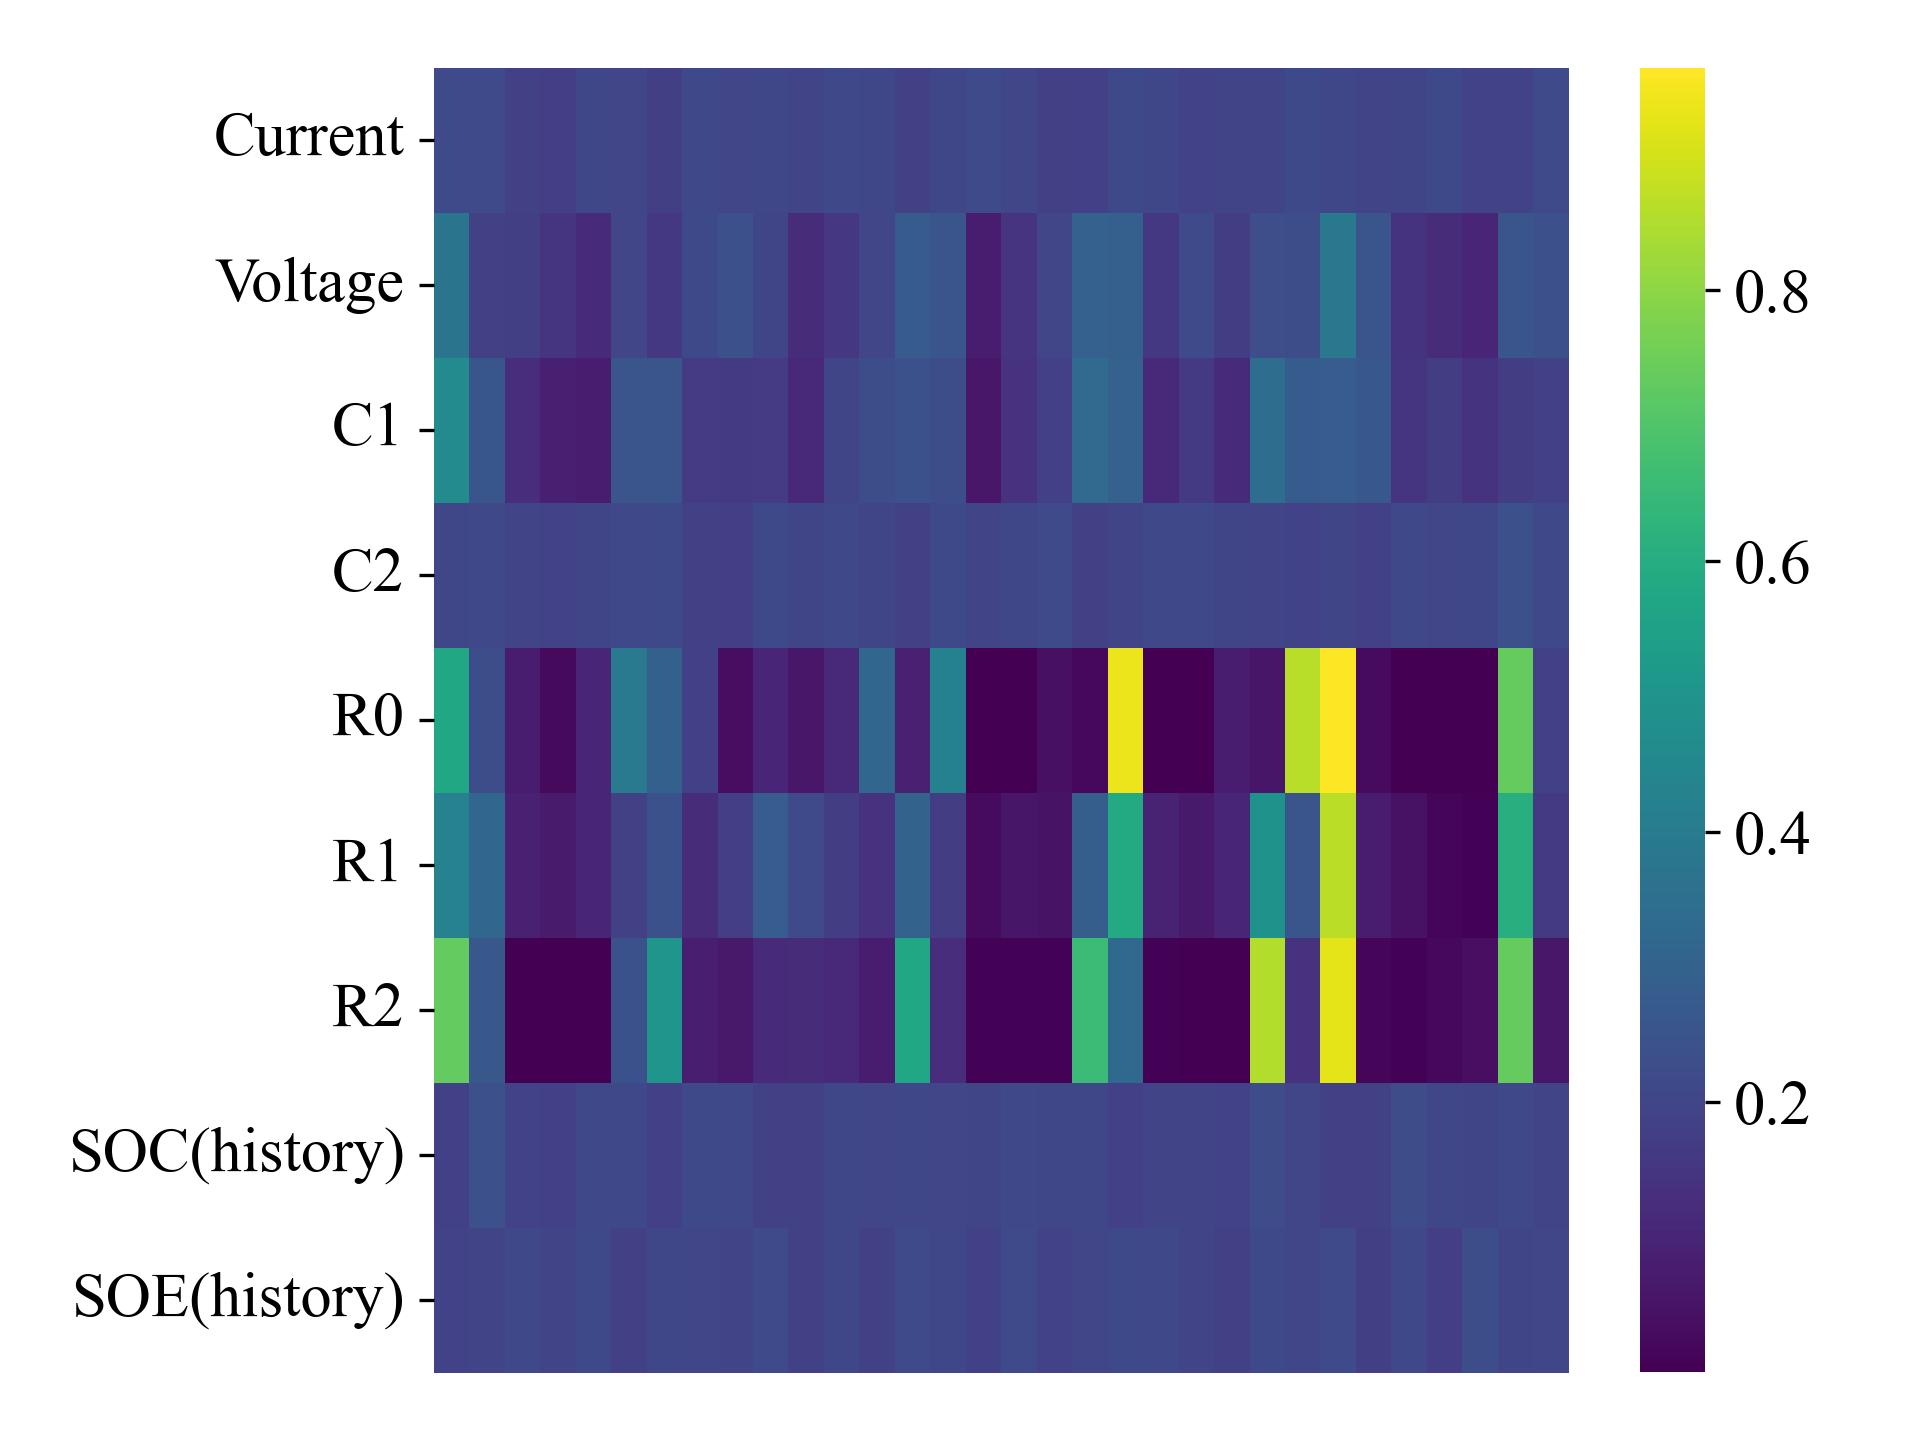 Current
Voltage
C1
C2
R0
R1
R2
SOC(history)
SOE(history)
0.8
0.6
0.4
0.2